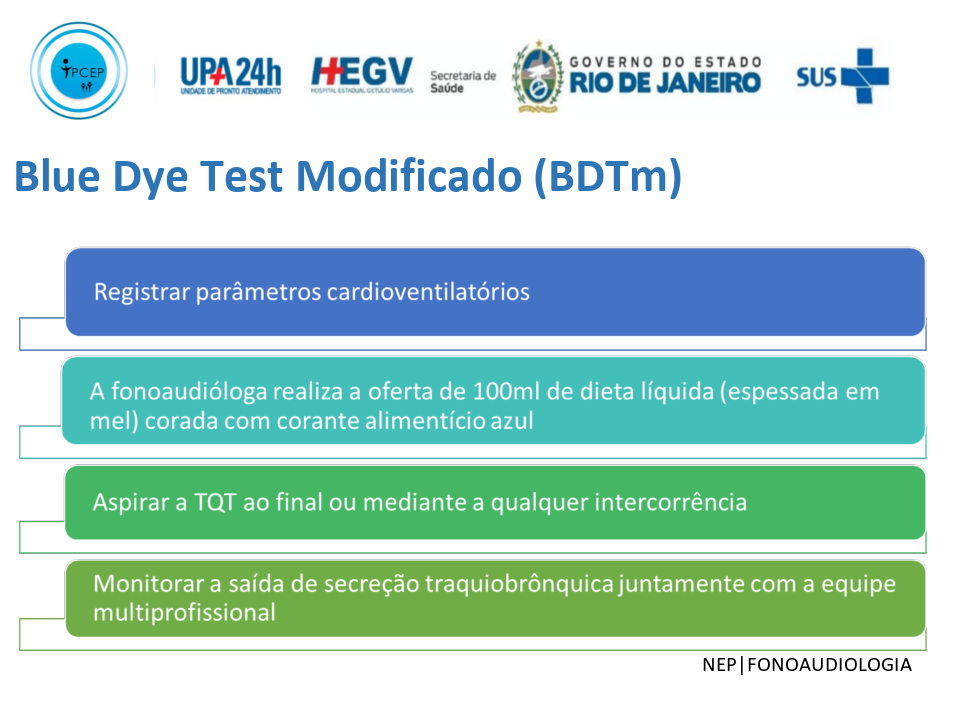 PCEP
UPA24h
UNIDADE DE PRONTO ATENDIMENTO
HEGV
HOSPITAL ESTADUAL GETULIO VARGAS
Secretaria de
Saúde
GOVERNO DO ESTADO
RIO DE JANEIRO
SUS
Blue Dye Test Modificado (BDTm)
Registrar parâmetros cardioventilatórios
A fonoaudióloga realiza a oferta de 100ml de dieta líquida (espessada em
mel) corada com corante alimentício azul
Aspirar a TQT ao final ou mediante a qualquer intercorrência
Monitorar a saída de secreção traquiobrônquica juntamente com a equipe
multiprofissional
NEP|FONOAUDIOLOGIA